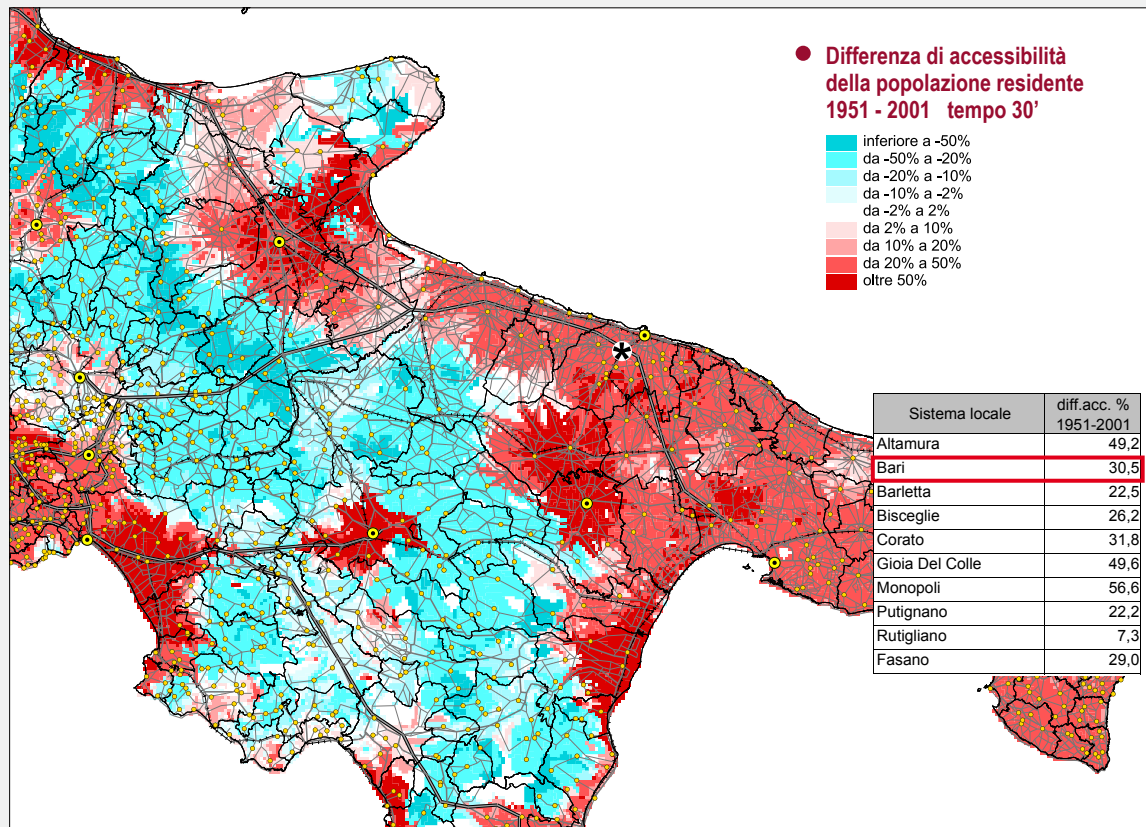 Differenza di accessibilità
della popolazione residente
1951 - 2001 tempo 30'
inferiore a -50%
da -50% a -20%
da -20% a -10%
da -10% a -2%
da -2% a 2%
da 2% a 10%
da 10% a 20%
da 20% a 50%
oltre 50%
Sistema locale diff.acc. %
1951-2001
Altamura 49,2
Bari 30,5
Barletta 22,5
Bisceglie 26,2
Corato 31,8
Gioia Del Colle 49,6
Monopoli 56,6
Putignano 22,2
Rutigliano 7,3
Fasano 29,0